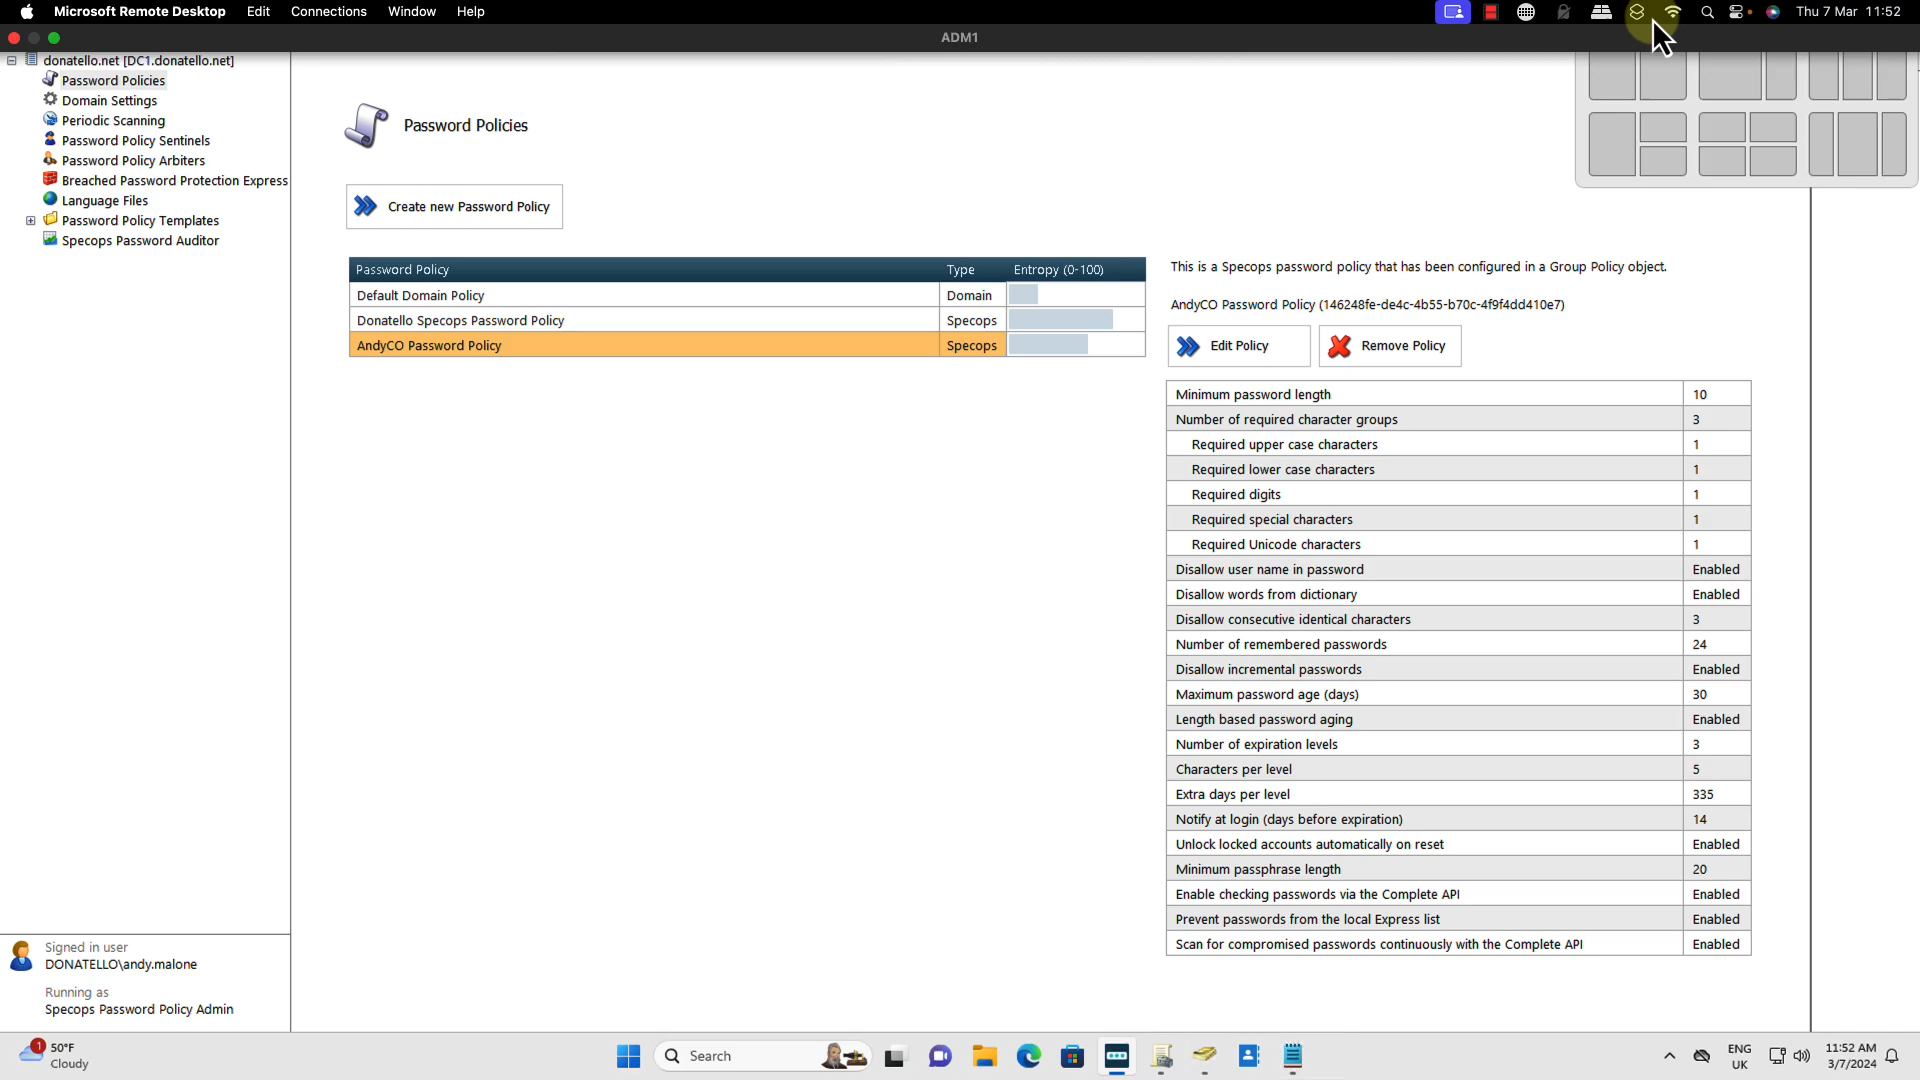 Microsoft Remote Desktop Edit Connections Window Help Thu 7 Mar 11:52
ADM1
donatello.net [DC1.donatello.net]
Password Policies
Domain Settings
Periodic Scanning
Password Policy Sentinels
Password Policy Arbiters
Breached Password Protection Express
Language Files
Password Policy Templates
Specops Password Auditor
Password Policies
Create new Password Policy
Password Policy Type Entropy (0-100)
Default Domain Policy Domain
Donatello Specops Password Policy Specops
AndyCO Password Policy Specops
This is a Specops password policy that has been configured in a Group Policy object.
AndyCO Password Policy (146248fe-de4c-4b55-b70c-4f9f4dd410e7)
Edit Policy Remove Policy
Minimum password length 10
Number of required character groups 3
Required upper case characters 1
Required lower case characters 1
Required digits 1
Required special characters 1
Required Unicode characters 1
Disallow user name in password Enabled
Disallow words from dictionary Enabled
Disallow consecutive identical characters 3
Number of remembered passwords 24
Disallow incremental passwords Enabled
Maximum password age (days) 30
Length based password aging Enabled
Number of expiration levels 3
Characters per level 5
Extra days per level 335
Notify at login (days before expiration) 14
Unlock locked accounts automatically on reset Enabled
Minimum passphrase length 20
Enable checking passwords via the Complete API Enabled
Prevent passwords from the local Express list Enabled
Scan for compromised passwords continuously with the Complete API Enabled
Signed in user
DONATELLO\andy.malone
Running as
Specops Password Policy Admin
1
50°F
Cloudy
Search
ENG
UK
11:52 AM
3/7/2024